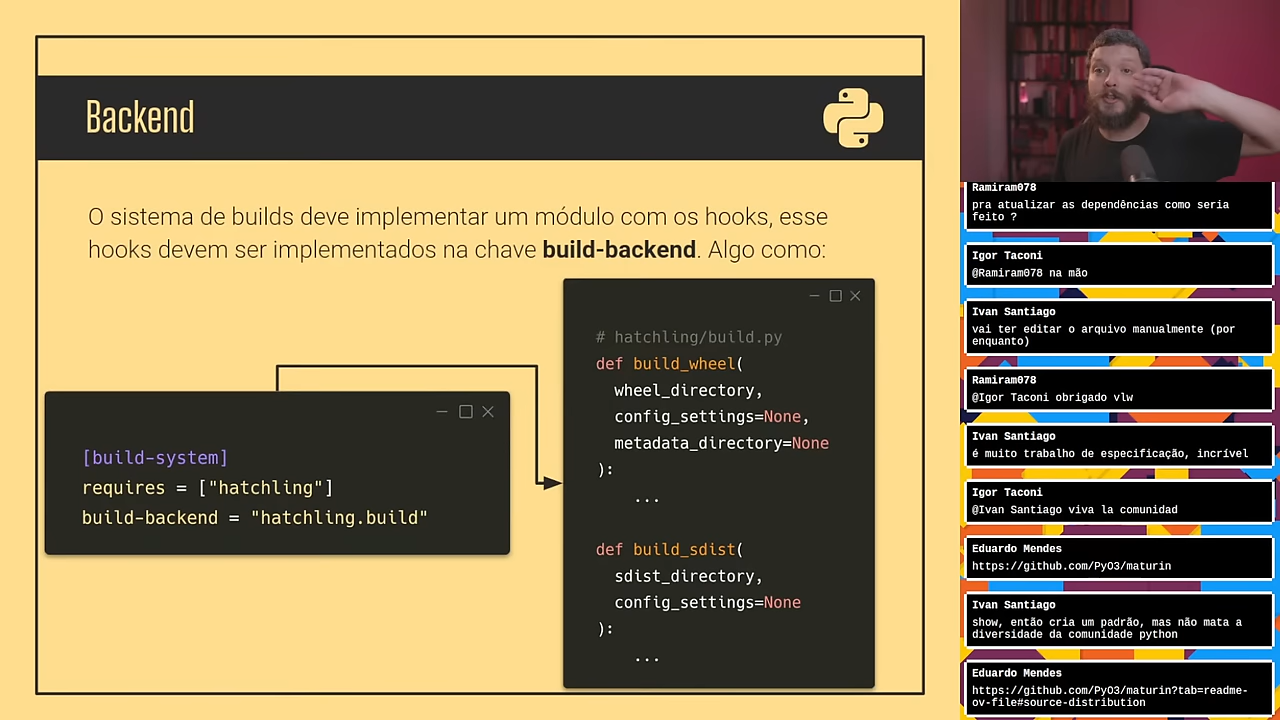 Backend
O sistema de builds deve implementar um módulo com os hooks, esse
hooks devem ser implementados na chave build-backend. Algo como:
[build-system]
requires = ["hatchling"]
build-backend = "hatchling.build"
# hatchling/build.py
def build_wheel(
wheel_directory,
config_settings=None,
metadata_directory=None
):
...
def build_sdist(
sdist_directory,
config_settings=None
):
...
Ramiram078
pra atualizar as dependências como seria
feito ?
Igor Taconi
@Ramiram078 na mão
Ivan Santiago
vai ter editar o arquivo manualmente (por
enquanto)
Ramiram078
@Igor Taconi obrigado vlw
Ivan Santiago
é muito trabalho de especificação, incrível
Igor Taconi
@Ivan Santiago viva la comunidad
Eduardo Mendes
https://github.com/PyO3/maturin
Ivan Santiago
show, então cria um padrão, mas não mata a
diversidade da comunidade python
Eduardo Mendes
https://github.com/PyO3/maturin?tab=readme-
ov-file#source-distribution